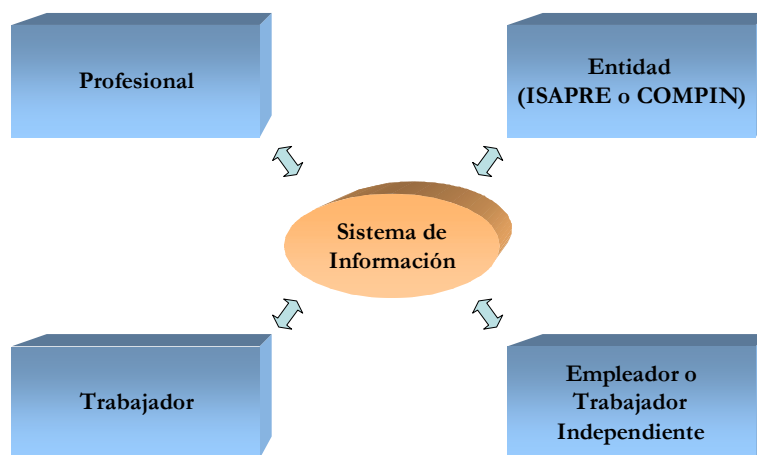 Profesional
Entidad
(ISAPRE o COMPIN)
Sistema de
Información
Trabajador
Empleador o
Trabajador
Independiente